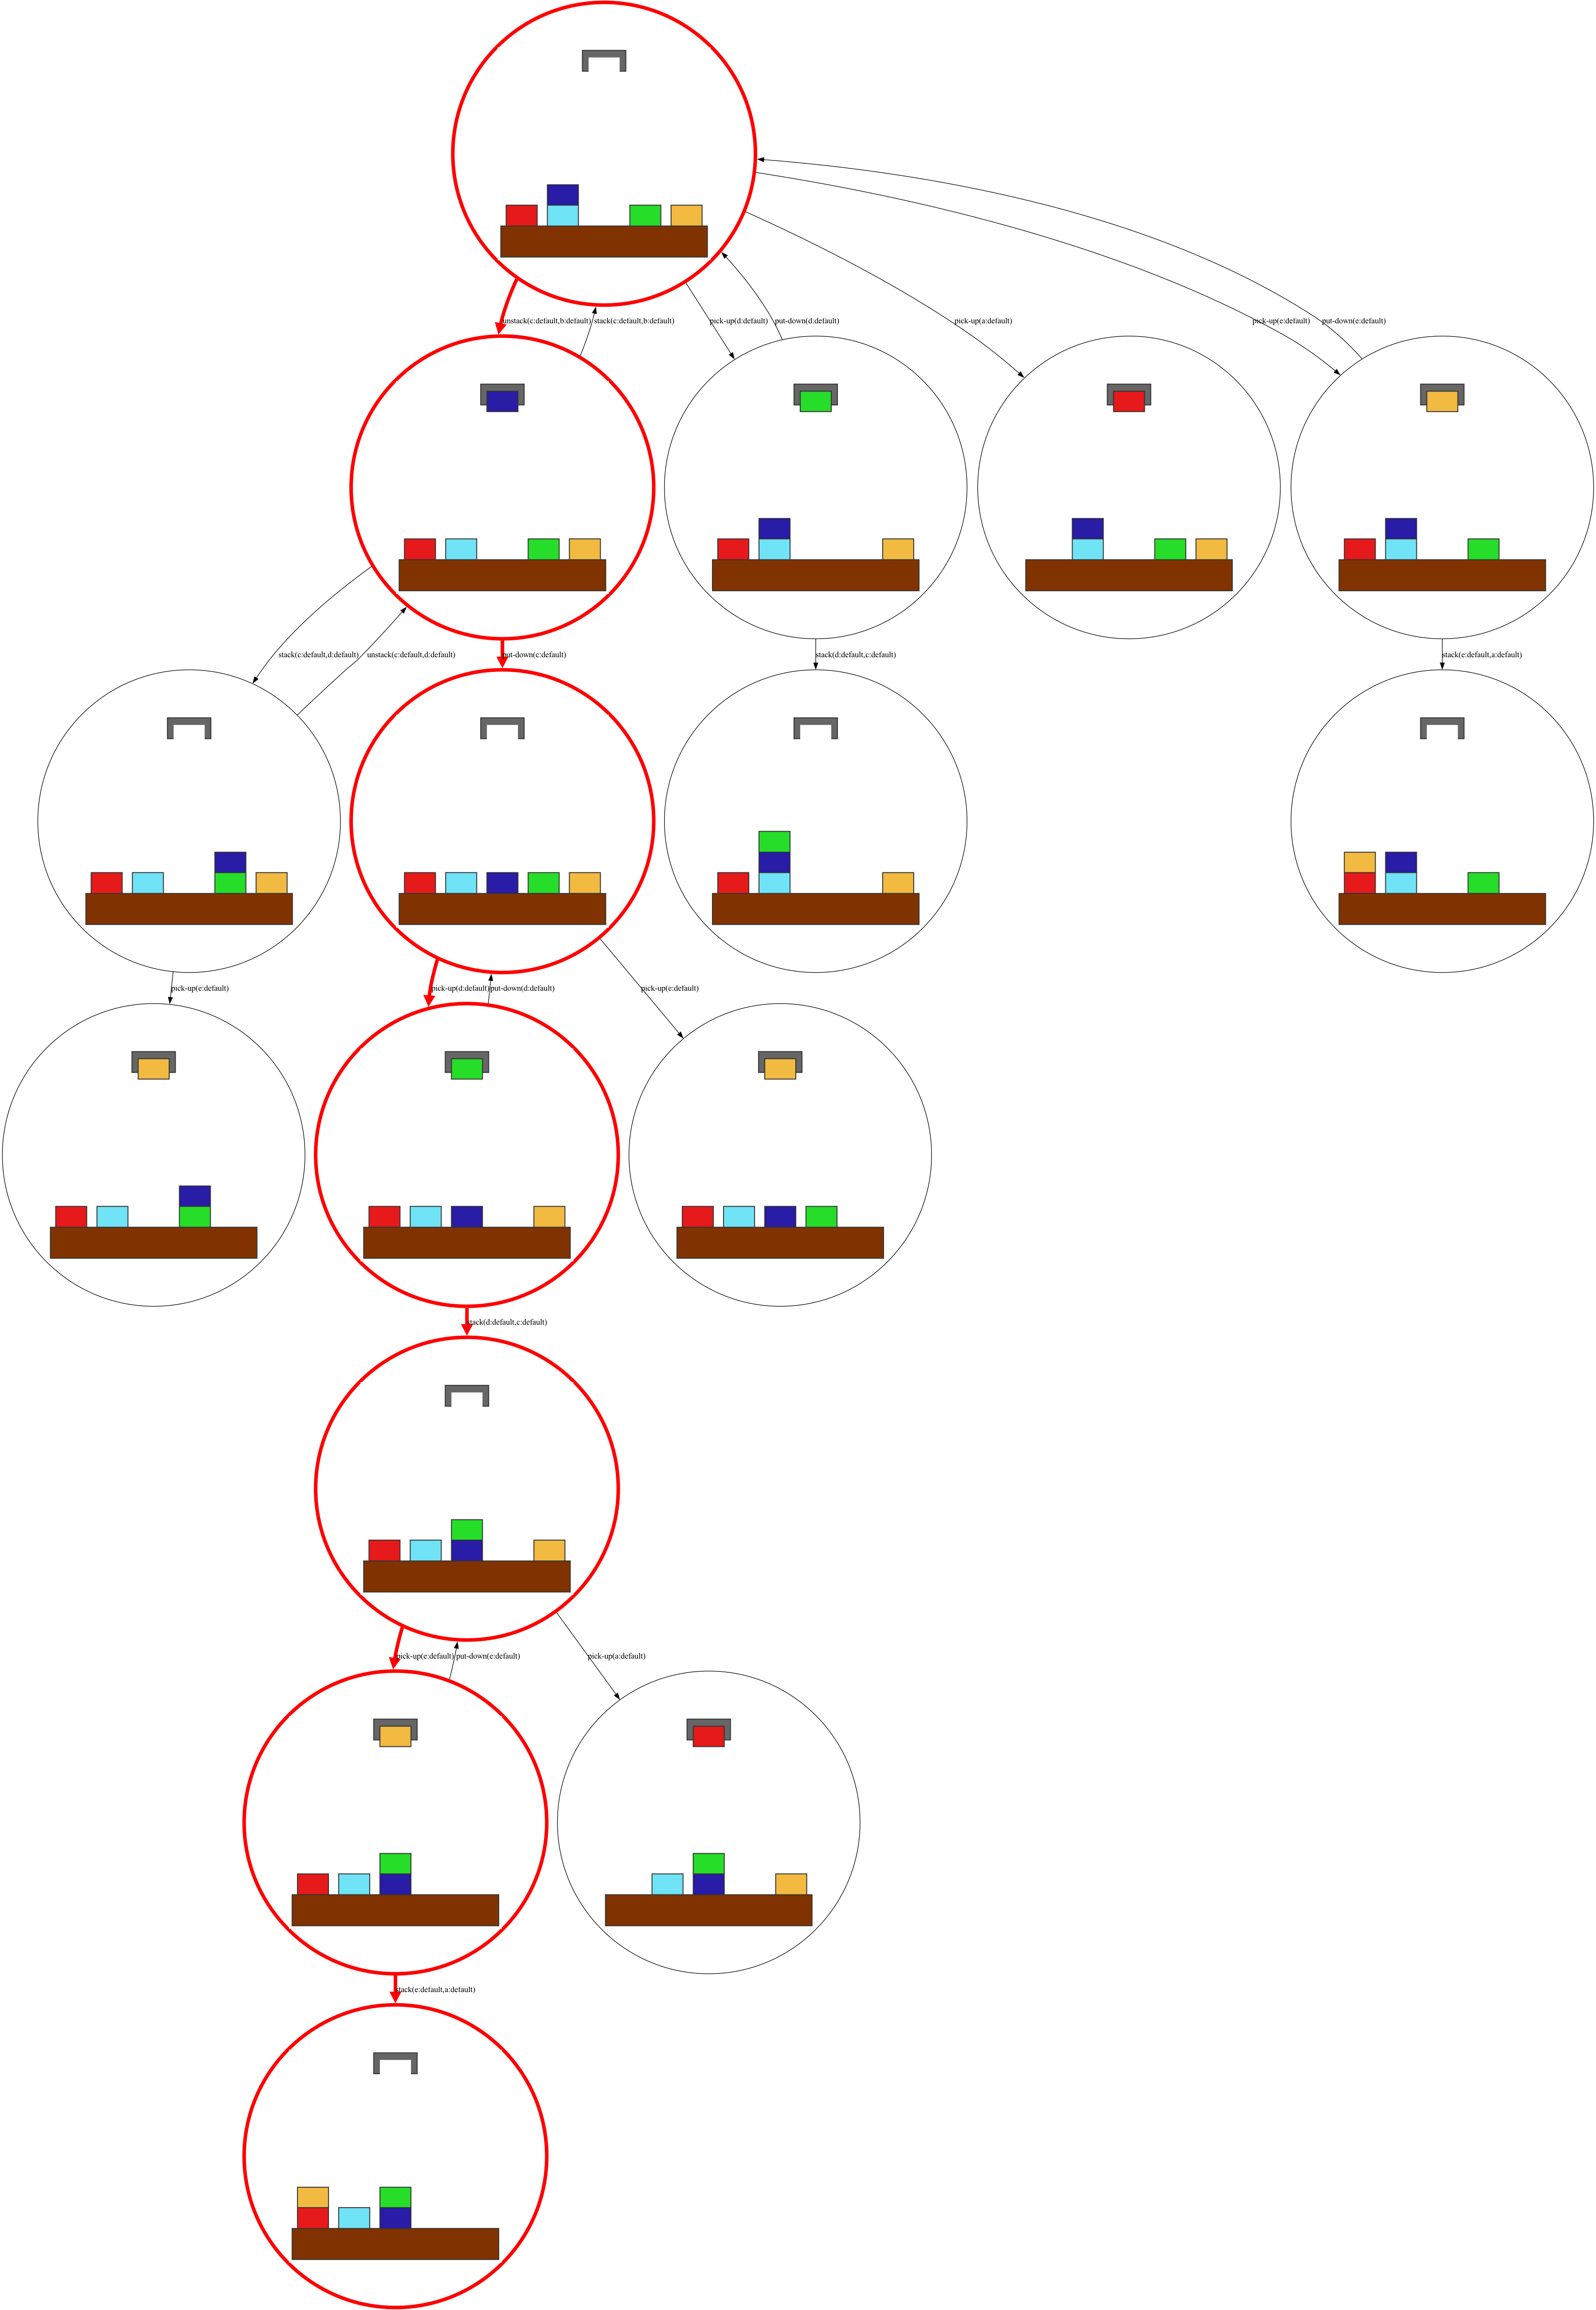 unstack(c:default,b:default)
stack(c:default,b:default)
pick-up(d:default)
put-down(d:default)
pick-up(a:default)
pick-up(e:default)
put-down(e:default)
stack(c:default,d:default)
unstack(c:default,d:default)
put-down(c:default)
stack(d:default,c:default)
stack(e:default,a:default)
pick-up(e:default)
pick-up(d:default)
put-down(d:default)
pick-up(e:default)
stack(d:default,c:default)
pick-up(e:default)
put-down(e:default)
pick-up(a:default)
stack(e:default,a:default)